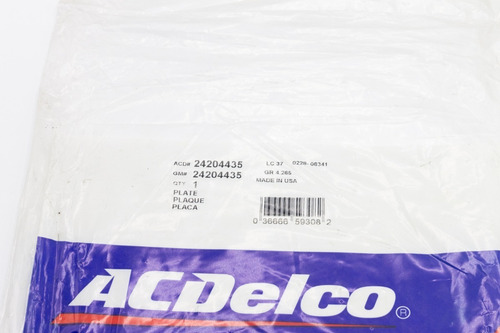 ACD# 24204435 LC 37 0226-06341
GM# 24204435 GR 4.265
QTY 1 MADE IN USA
PLATE
PLAQUE
PLACA
0 36666 59308 2
ACDelco ®